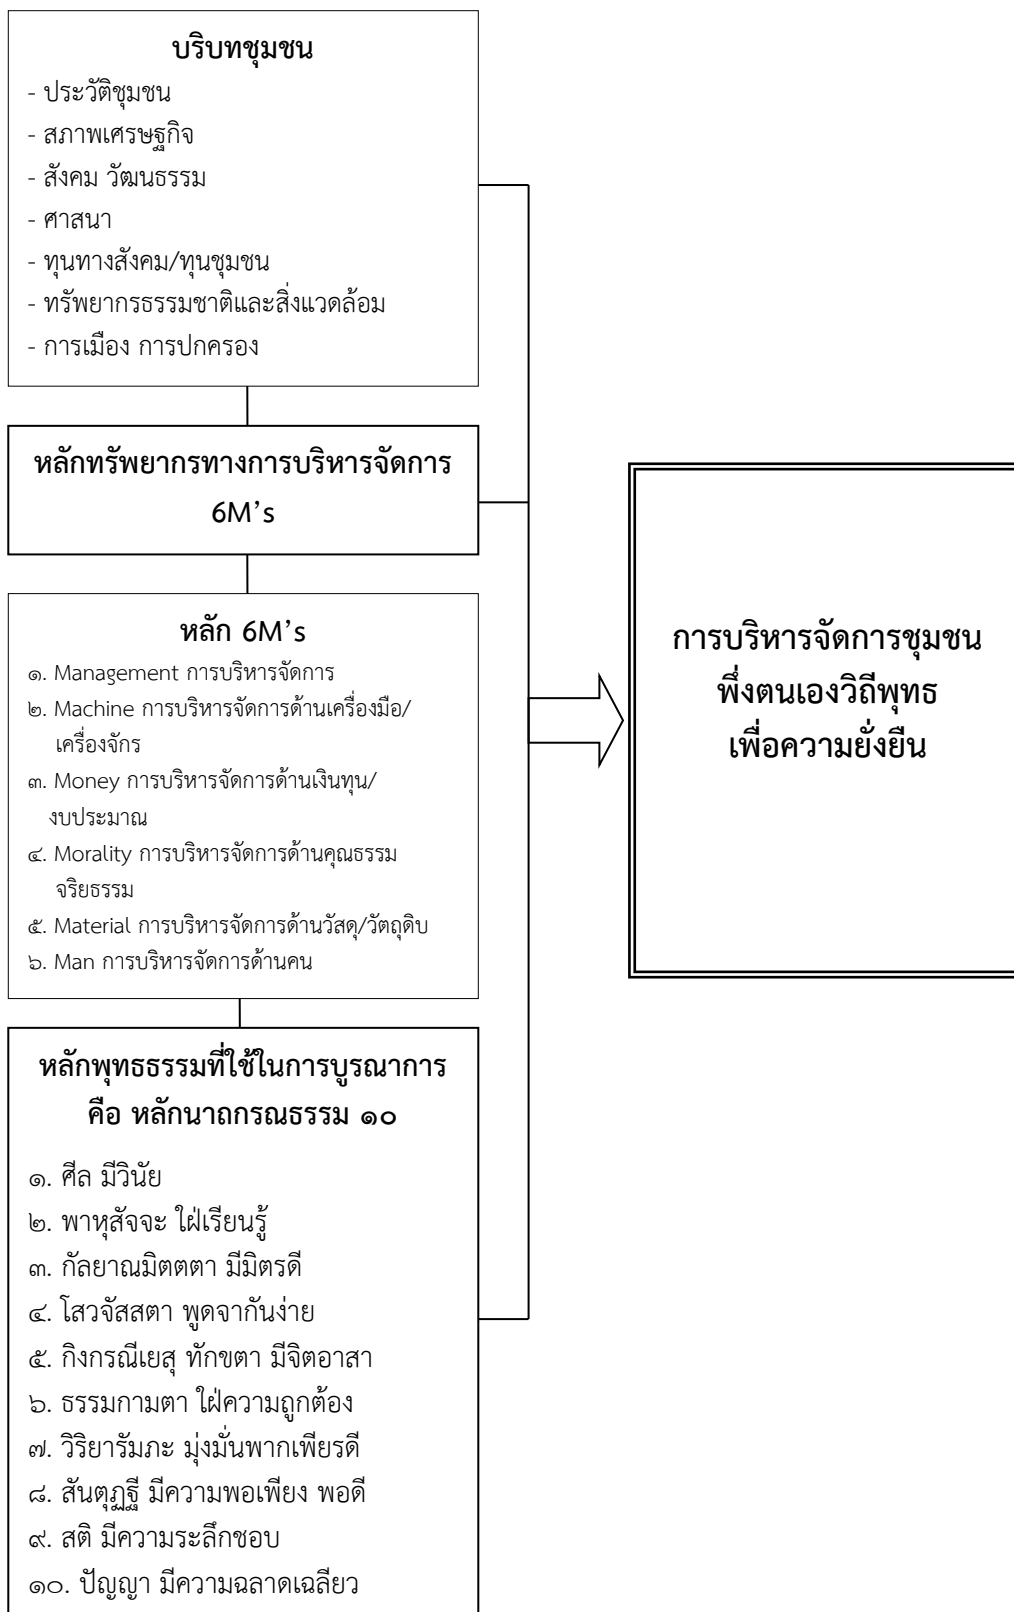 บริบทชุมชน
- ประวัติชุมชน
- สภาพเศรษฐกิจ
- สังคม วัฒนธรรม
- ศาสนา
- ทุนทางสังคม/ทุนชุมชน
- ทรัพยากรธรรมชาติและสิ่งแวดล้อม
- การเมือง การปกครอง
หลักทรัพยากรทางการบริหารจัดการ
6M’s
หลัก 6M’s
๑. Management การบริหารจัดการ
๒. Machine การบริหารจัดการด้านเครื่องมือ/
เครื่องจักร
๓. Money การบริหารจัดการด้านเงินทุน/
งบประมาณ
๔. Morality การบริหารจัดการด้านคุณธรรม
จริยธรรม
๕. Material การบริหารจัดการด้านวัสดุ/วัตถุดิบ
๖. Man การบริหารจัดการด้านคน
หลักพุทธธรรมที่ใช้ในการบูรณาการ
คือ หลักนาถกรณธรรม ๑๐
๑. ศีล มีวินัย
๒. พาหุสัจจะ ใฝ่เรียนรู้
๓. กัลยาณมิตตตา มีมิตรดี
๔. โสวจัสสตา พูดจากันง่าย
๕. กิงกรณีเยสุ ทักขตา มีจิตอาสา
๖. ธรรมกามตา ใฝ่ความถูกต้อง
๗. วิริยารัมภะ มุ่งมั่นพากเพียรดี
๘. สันตุฏฐี มีความพอเพียง พอดี
๙. สติ มีความระลึกชอบ
๑๐. ปัญญา มีความฉลาดเฉลียว
การบริหารจัดการชุมชน
พึ่งตนเองวิถีพุทธ
เพื่อความยั่งยืน